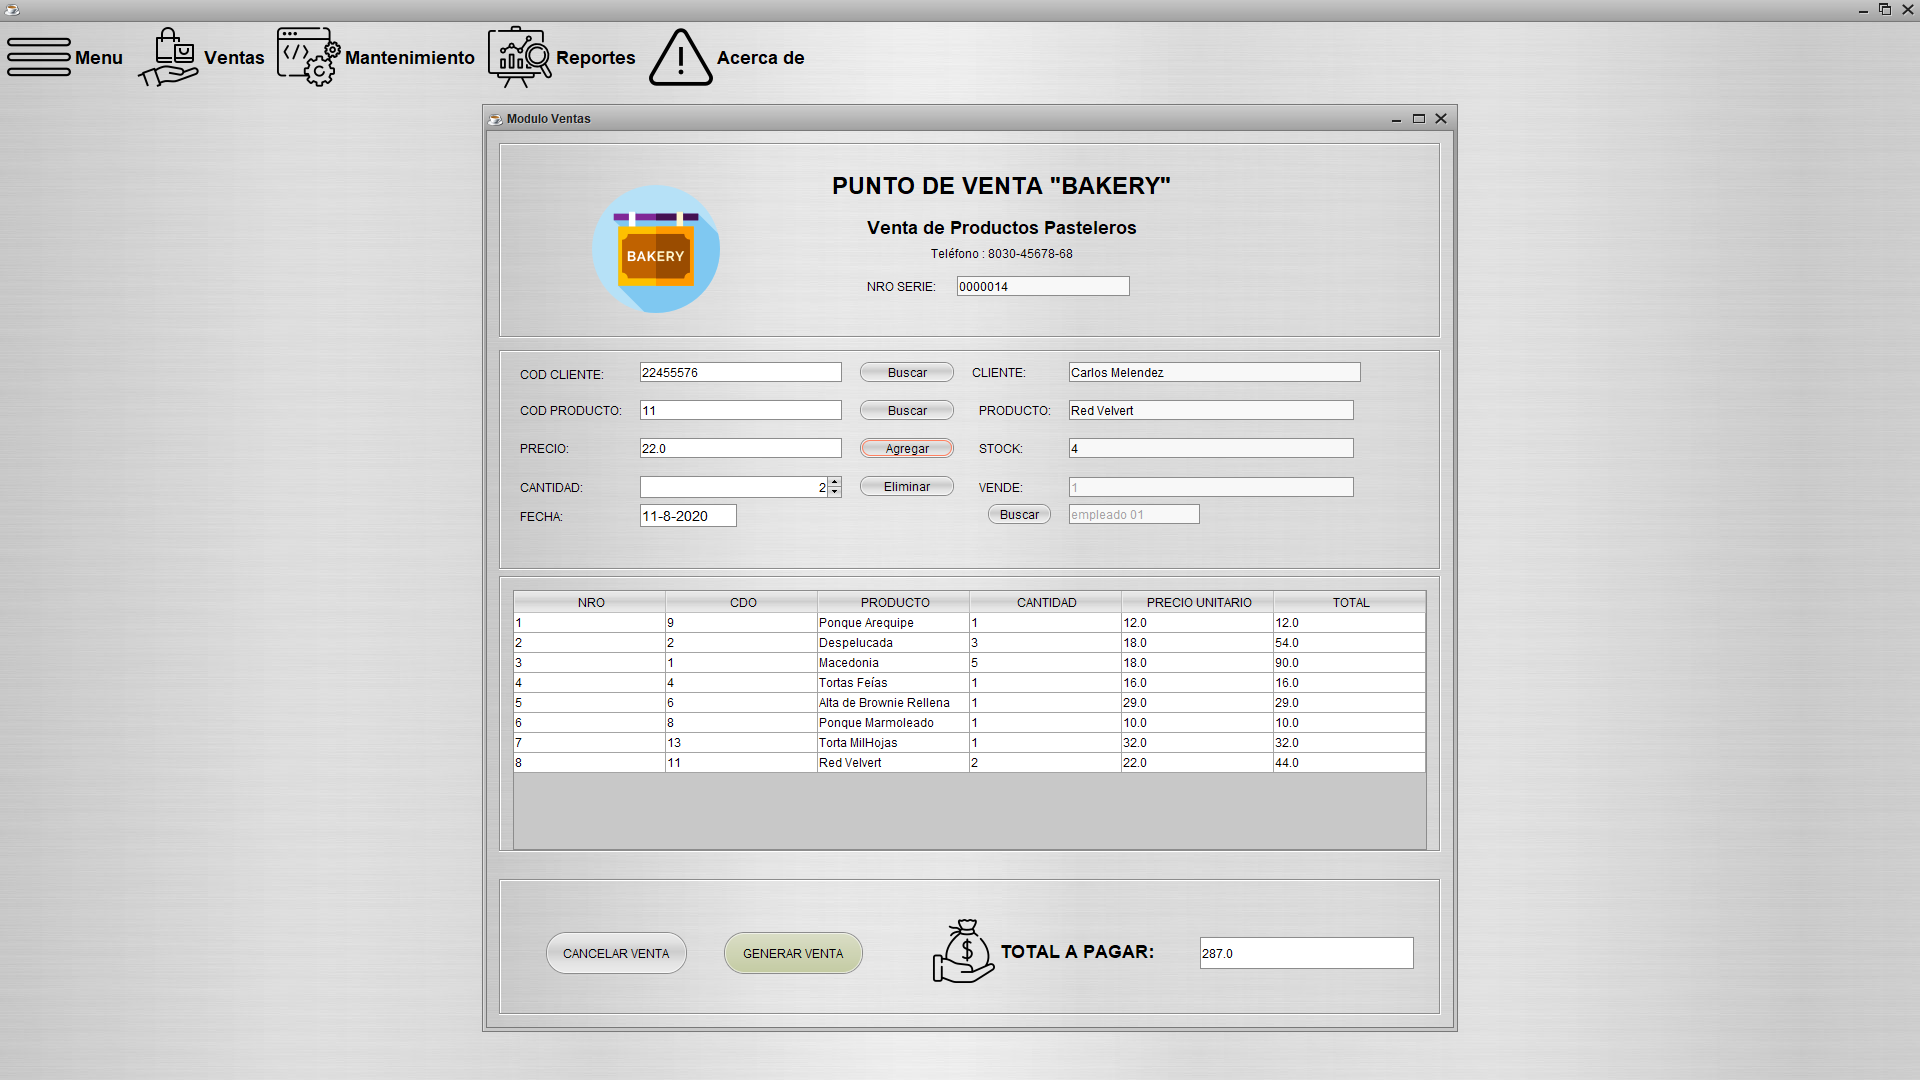 Menu
Ventas
Mantenimiento
Reportes
Acerca de
Modulo Ventas
PUNTO DE VENTA "BAKERY"
BAKERY
Venta de Productos Pasteleros
Teléfono : 8030-45678-68
NRO SERIE: 0000014
COD CLIENTE: 22455576 Buscar CLIENTE: Carlos Melendez
COD PRODUCTO: 11 Buscar PRODUCTO: Red Velvert
PRECIO: 22.0 Agregar STOCK: 4
CANTIDAD: 2 Eliminar VENDE: 1
FECHA: 11-8-2020 Buscar empleado 01
NRO CDO PRODUCTO CANTIDAD PRECIO UNITARIO TOTAL
1 9 Ponque Arequipe 1 12.0 12.0
2 2 Despelucada 3 18.0 54.0
3 1 Macedonia 5 18.0 90.0
4 4 Tortas Feías 1 16.0 16.0
5 6 Alta de Brownie Rellena 1 29.0 29.0
6 8 Ponque Marmoleado 1 10.0 10.0
7 13 Torta MilHojas 1 32.0 32.0
8 11 Red Velvert 2 22.0 44.0
CANCELAR VENTA GENERAR VENTA TOTAL A PAGAR: 287.0